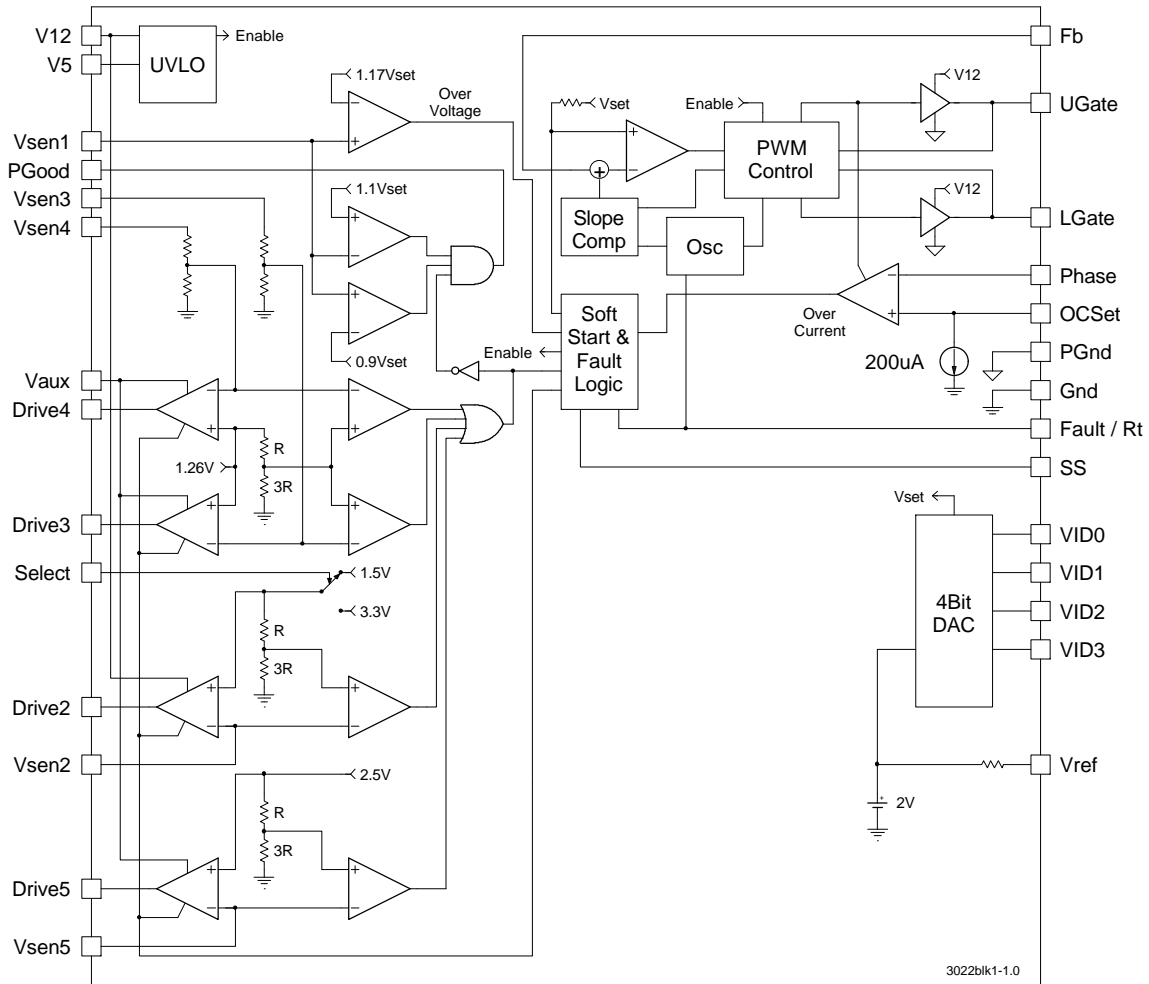 V12
V5
Vsen1
PGood
Vsen3
Vsen4
Vaux
Drive4
Drive3
Select
Drive2
Vsen2
Drive5
Vsen5
UVLO
Enable
1.17Vset
Over
Voltage
1.1Vset
0.9Vset
Enable
1.26V
R
3R
1.5V
3.3V
R
3R
2.5V
R
3R
Vset
Enable
V12
PWM
Control
V12
Slope
Comp
Osc
Soft
Start &
Fault
Logic
Over
Current
200uA
Vset
4Bit
DAC
2V
Fb
UGate
LGate
Phase
OCSet
PGnd
Gnd
Fault / Rt
SS
VID0
VID1
VID2
VID3
Vref
3022blk1-1.0
+
−
−
+
+
−
+
−
+
−
+
−
+
−
−
+
+
−
+
−
+
−
+
−
+
−
+
−
+
−
+
+